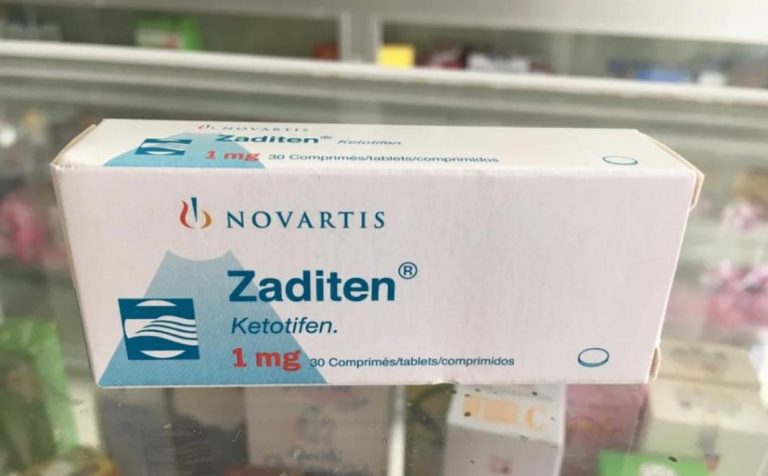 NOVARTIS
Zaditen® Ketotifen.
1 mg 30 Comprimés/tablets/comprimidos
NOVARTIS
Zaditen®
Ketotifen.
1 mg 30 Comprimés/tablets/comprimidos
C